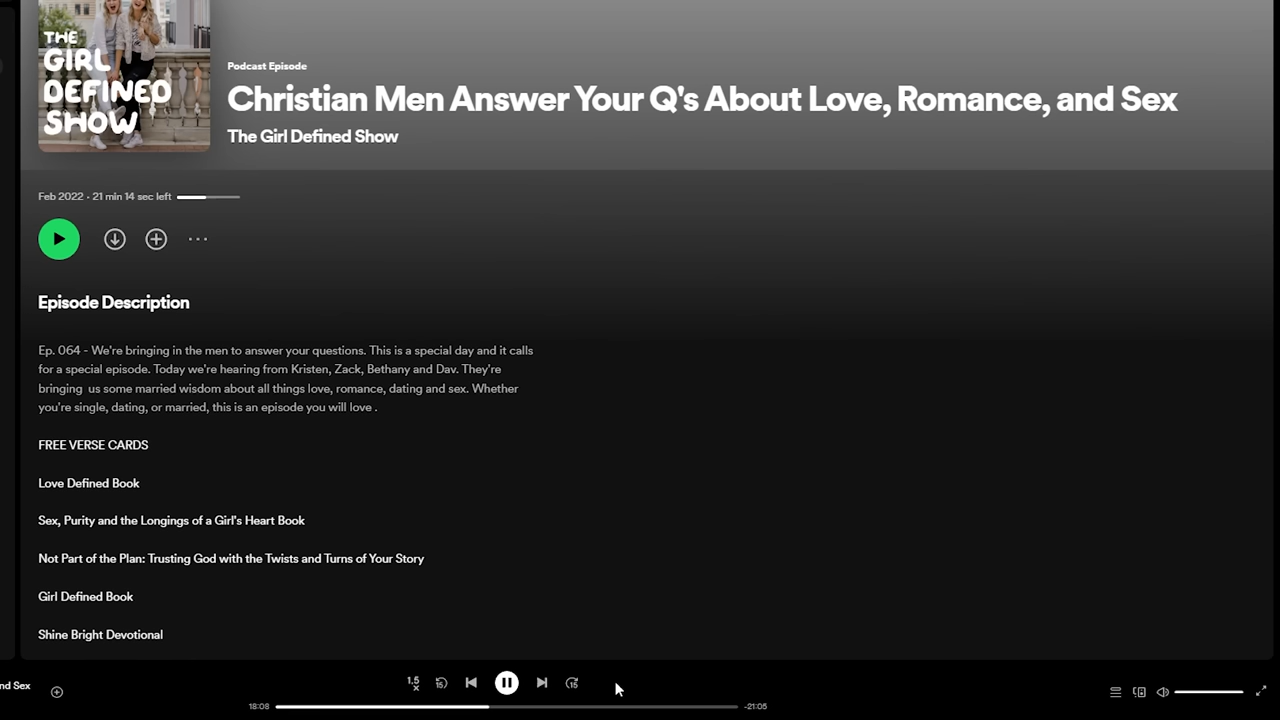 THE
GIRL
DEFINED
SHOW
Podcast Episode
Christian Men Answer Your Q's About Love, Romance, and Sex
The Girl Defined Show
Feb 2022 · 21 min 14 sec left
Episode Description
Ep. 064 - We're bringing in the men to answer your questions. This is a special day and it calls
for a special episode. Today we're hearing from Kristen, Zack, Bethany and Dav. They're
bringing  us some married wisdom about all things love, romance, dating and sex. Whether
you're single, dating, or married, this is an episode you will love .
FREE VERSE CARDS
Love Defined Book
Sex, Purity and the Longings of a Girl's Heart Book
Not Part of the Plan: Trusting God with the Twists and Turns of Your Story
Girl Defined Book
Shine Bright Devotional
nd Sex
1.5
x
15
15
18:08
-21:05